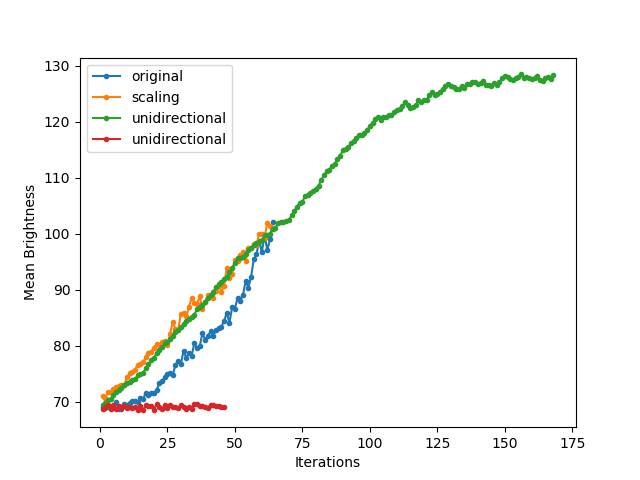 original
scaling
unidirectional
unidirectional
130
120
110
100
90
80
70
Mean Brightness
0 25 50 75 100 125 150 175
Iterations